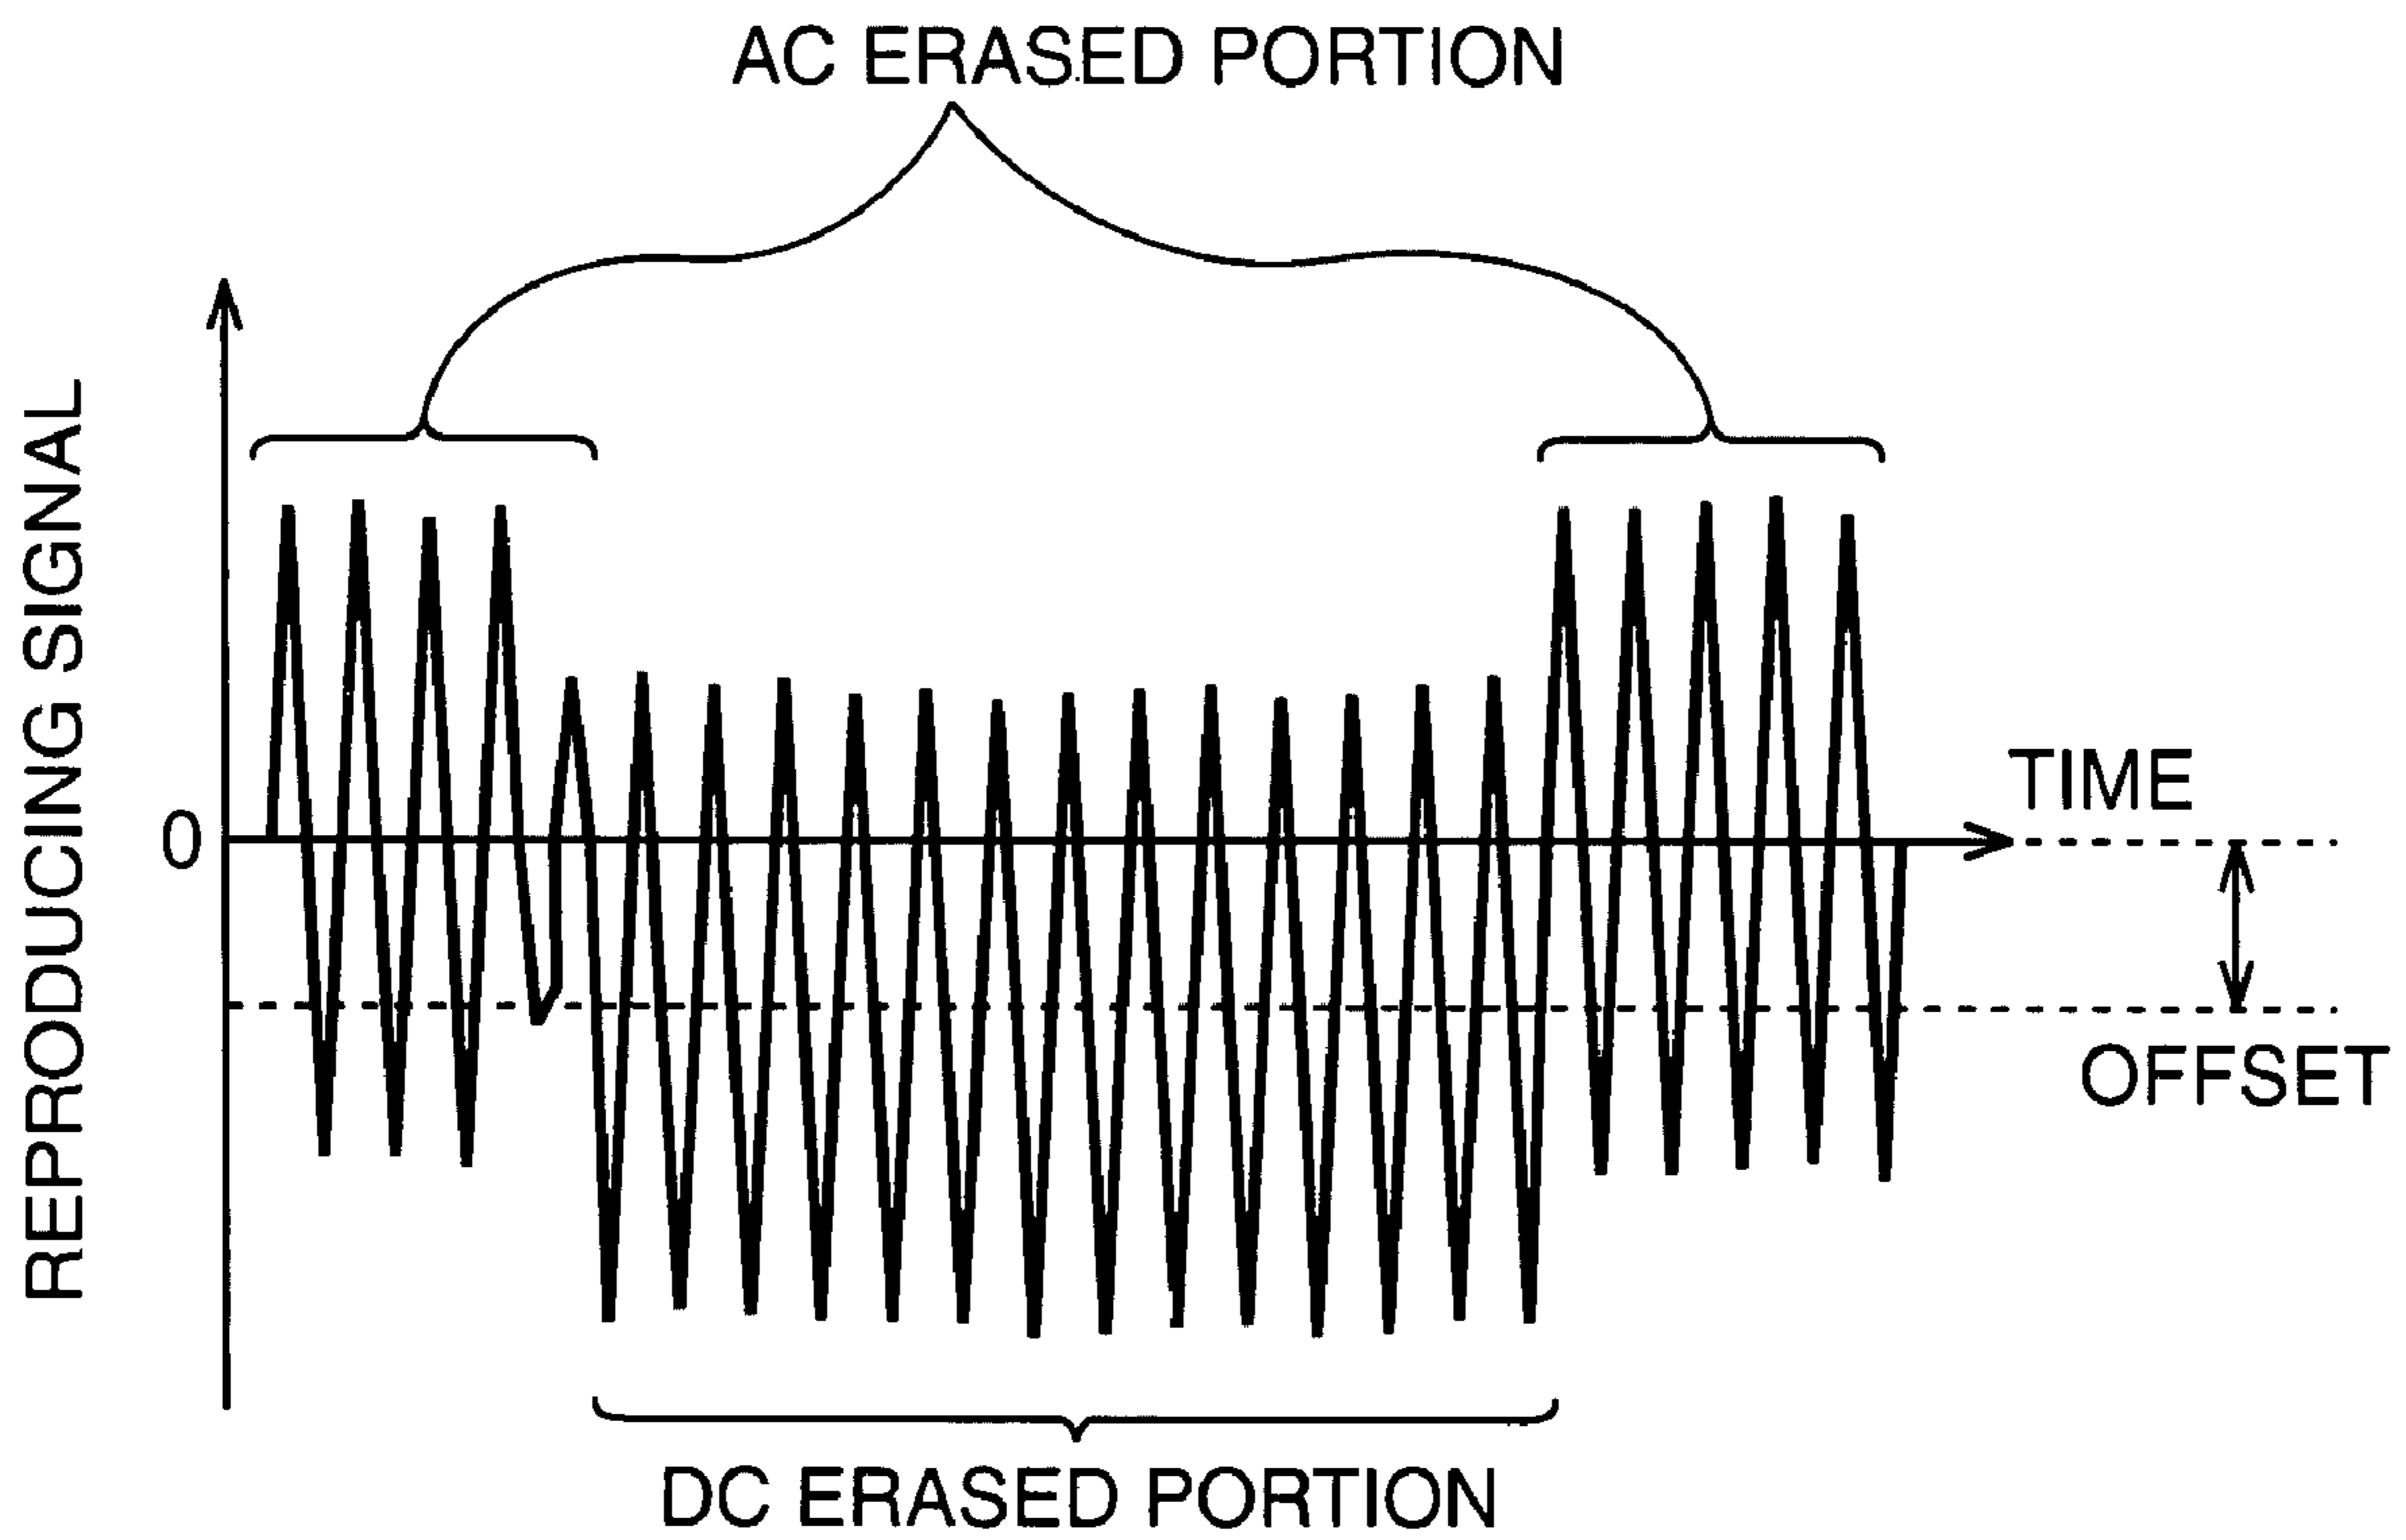 AC ERASED PORTION
REPRODUCING SIGNAL
0
TIME
OFFSET
DC ERASED PORTION